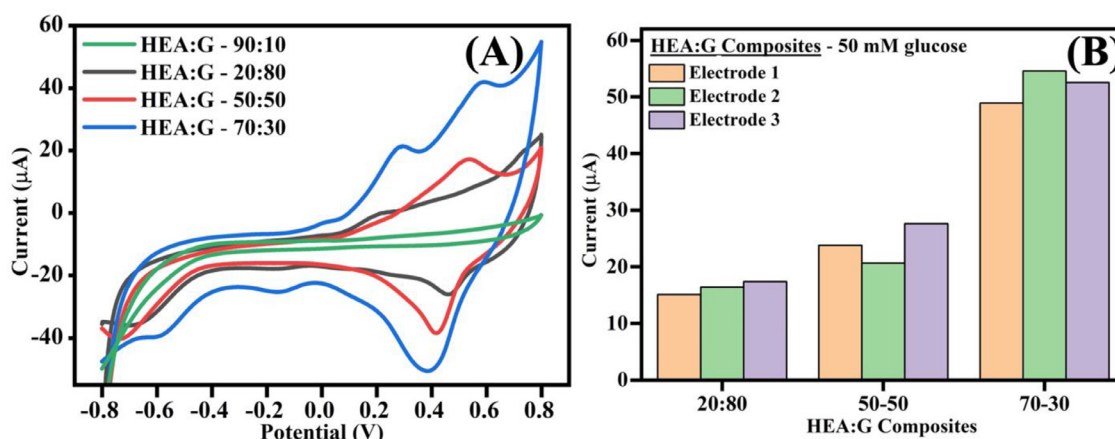 60
40
20
0
-20
-40
Current (µA)
HEA:G - 90:10
HEA:G - 20:80
HEA:G - 50:50
HEA:G - 70:30
(A)
-0.8 -0.6 -0.4 -0.2 0.0 0.2 0.4 0.6 0.8
Potential (V)
60
50
40
30
20
10
0
Current (µA)
HEA:G Composites - 50 mM glucose
Electrode 1
Electrode 2
Electrode 3
(B)
20:80 50-50 70-30
HEA:G Composites